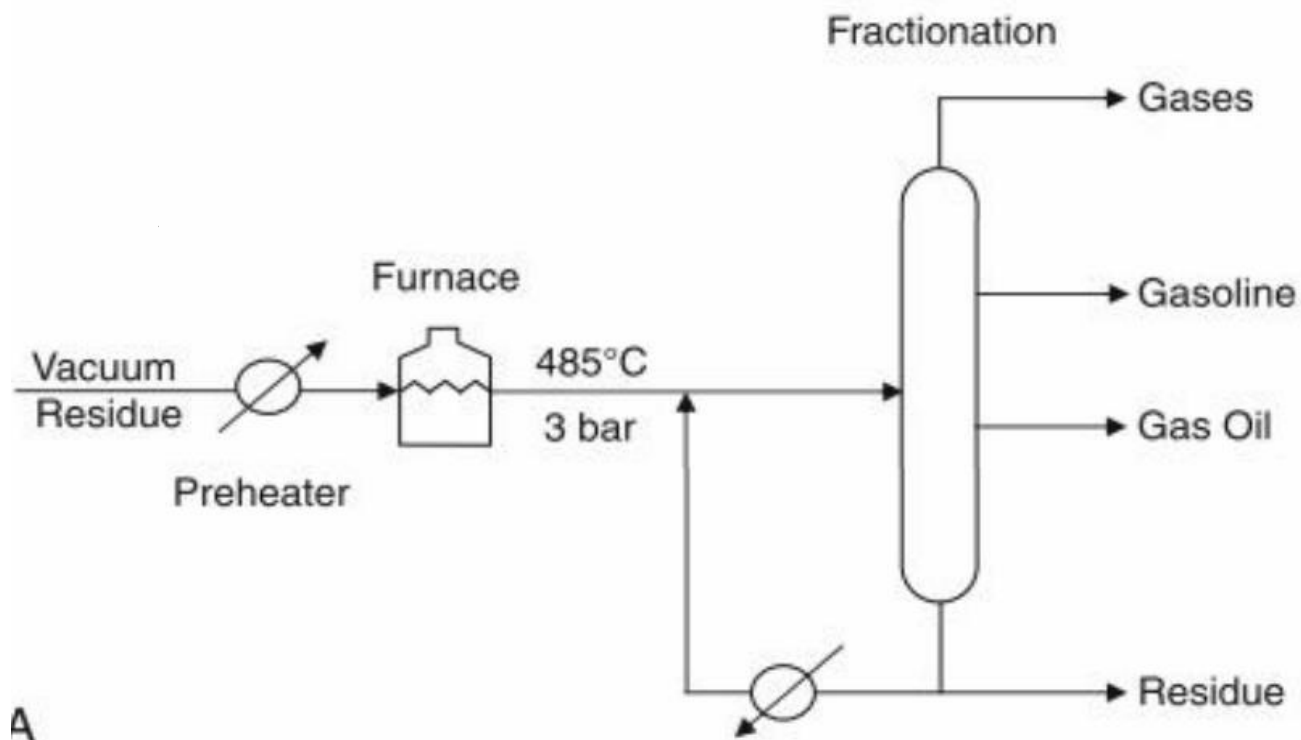 Fractionation
Gases
Furnace
Gasoline
Vacuum
Residue
485°C
3 bar
Gas Oil
Preheater
Residue
A